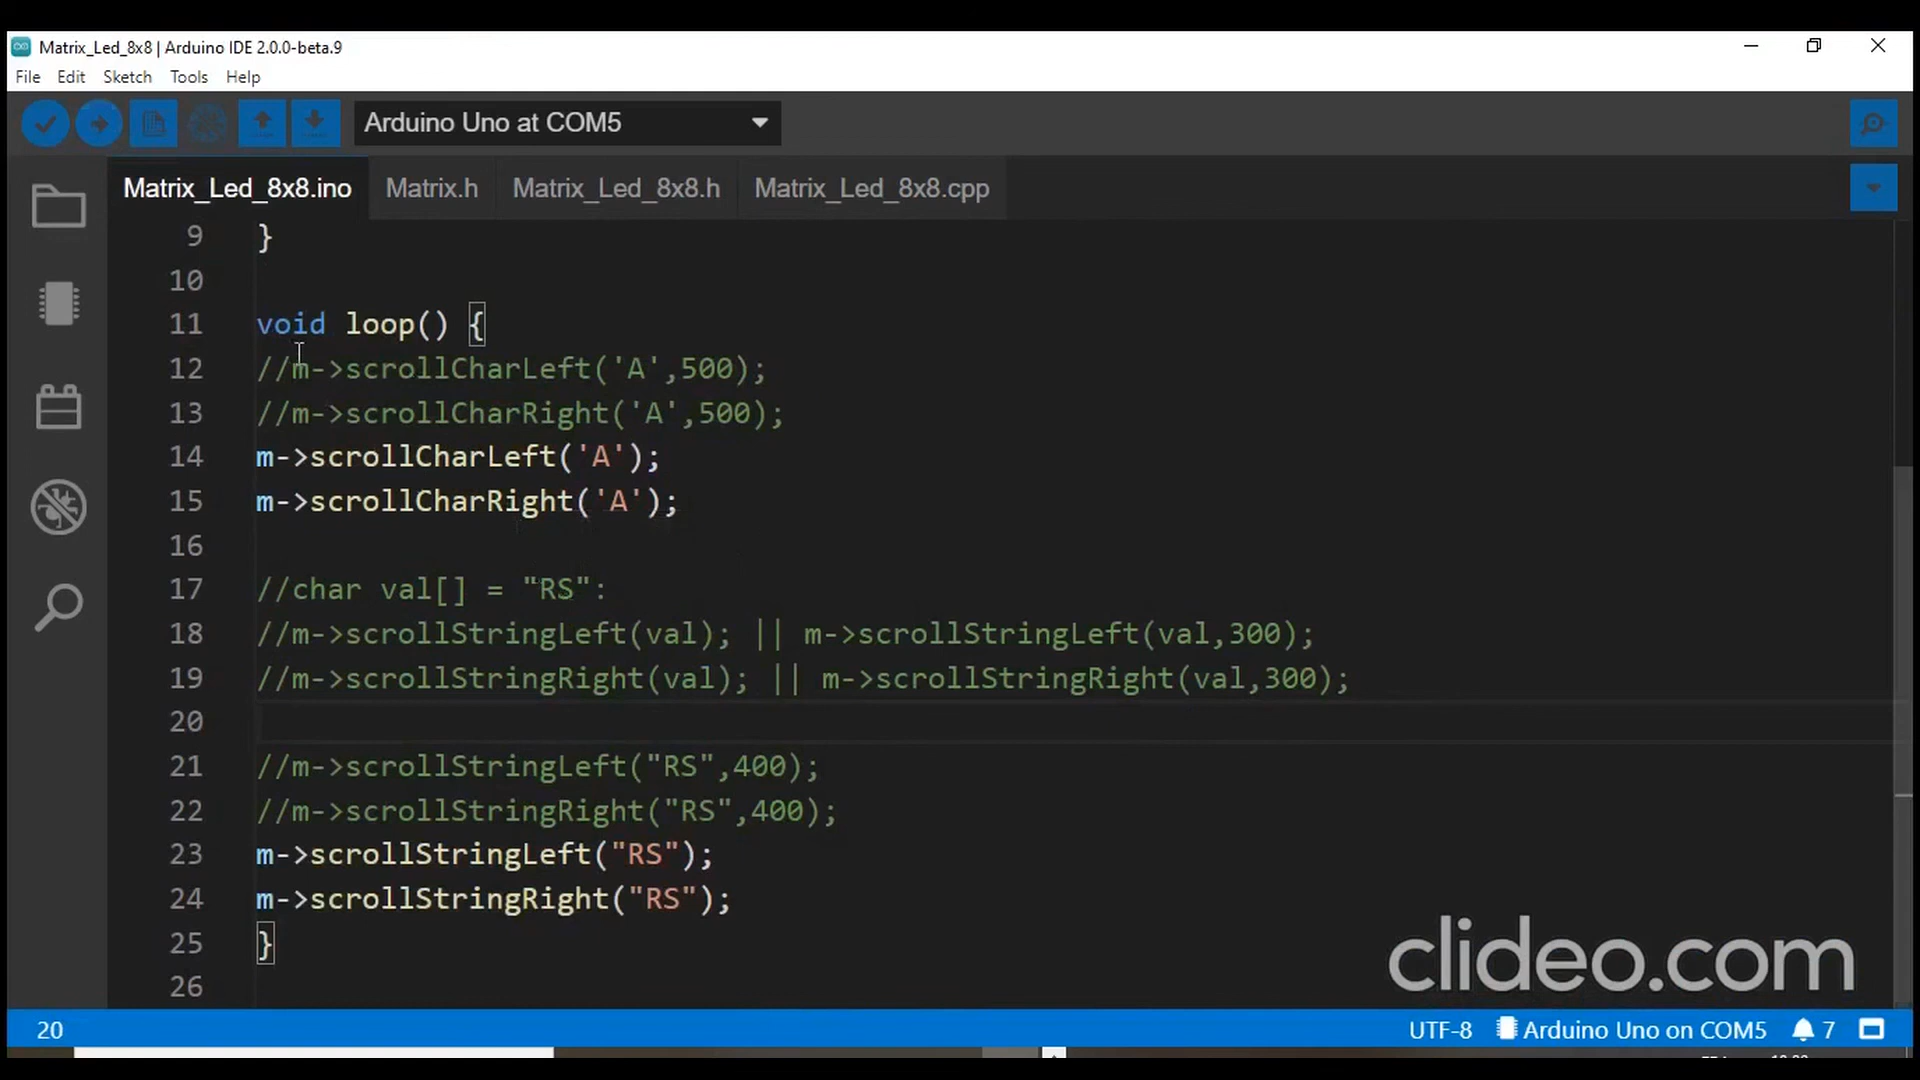 Matrix_Led_8x8 | Arduino IDE 2.0.0-beta.9
File Edit Sketch Tools Help
Arduino Uno at COM5
Matrix_Led_8x8.ino Matrix.h Matrix_Led_8x8.h Matrix_Led_8x8.cpp
9 }
10
11 void loop() {
12 //m->scrollCharLeft('A',500);
13 //m->scrollCharRight('A',500);
14 m->scrollCharLeft('A');
15 m->scrollCharRight('A');
16
17 //char val[] = "RS":
18 //m->scrollStringLeft(val); || m->scrollStringLeft(val,300);
19 //m->scrollStringRight(val); || m->scrollStringRight(val,300);
20
21 //m->scrollStringLeft("RS",400);
22 //m->scrollStringRight("RS",400);
23 m->scrollStringLeft("RS");
24 m->scrollStringRight("RS");
25 }
26
clideo.com
20 UTF-8 Arduino Uno on COM5 7